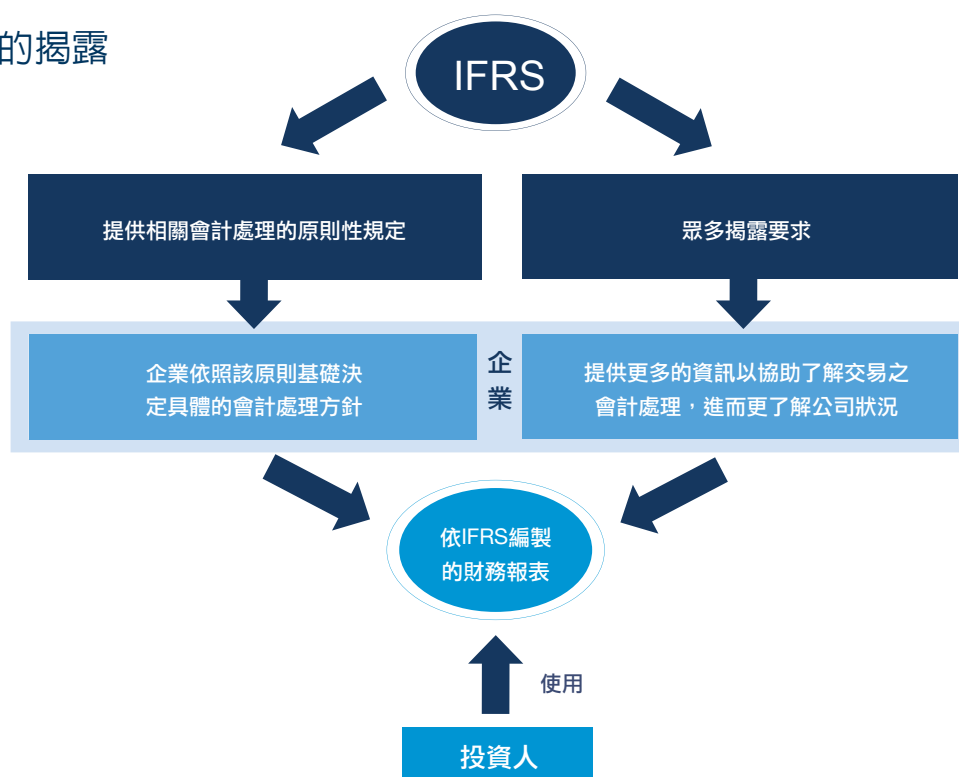 的揭露
IFRS
提供相關會計處理的原則性規定
眾多揭露要求
企業依照該原則基礎決
定具體的會計處理方針
企
業
提供更多的資訊以協助了解交易之
會計處理，進而更了解公司狀況
依IFRS編製
的財務報表
使用
投資人